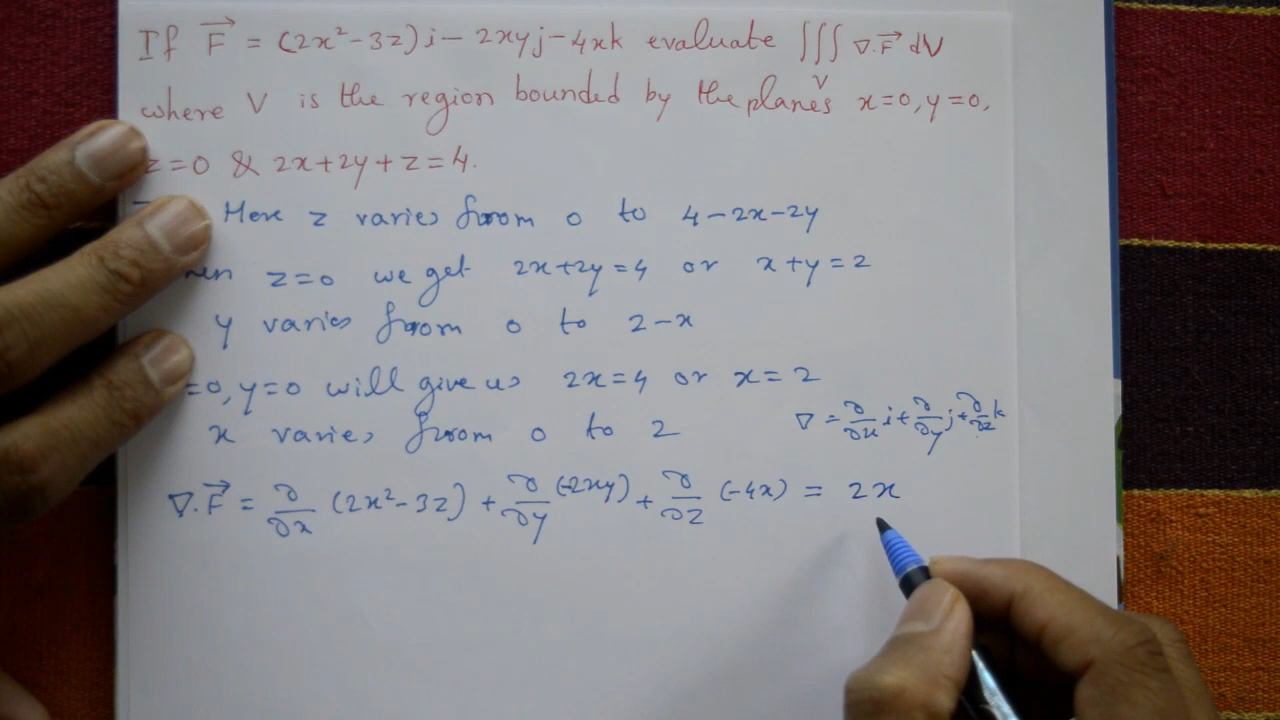 If F⃗ = (2x²-3z)i - 2xyj - 4xk evaluate ∭ ∇.F⃗ dV
V
where V is the region bounded by the planes x=0, y=0,
z=0 & 2x+2y+z=4.
Here z varies from 0 to 4-2x-2y
z=0 we get 2x+2y=4 or x+y=2
y varies from 0 to 2-x
=0, y=0 will give us 2x=4 or x=2
x varies from 0 to 2
∇ = ∂/∂x i + ∂/∂y j + ∂/∂z k
∇.F⃗ = ∂/∂x (2x²-3z) + ∂/∂y (-2xy) + ∂/∂z (-4x) = 2x